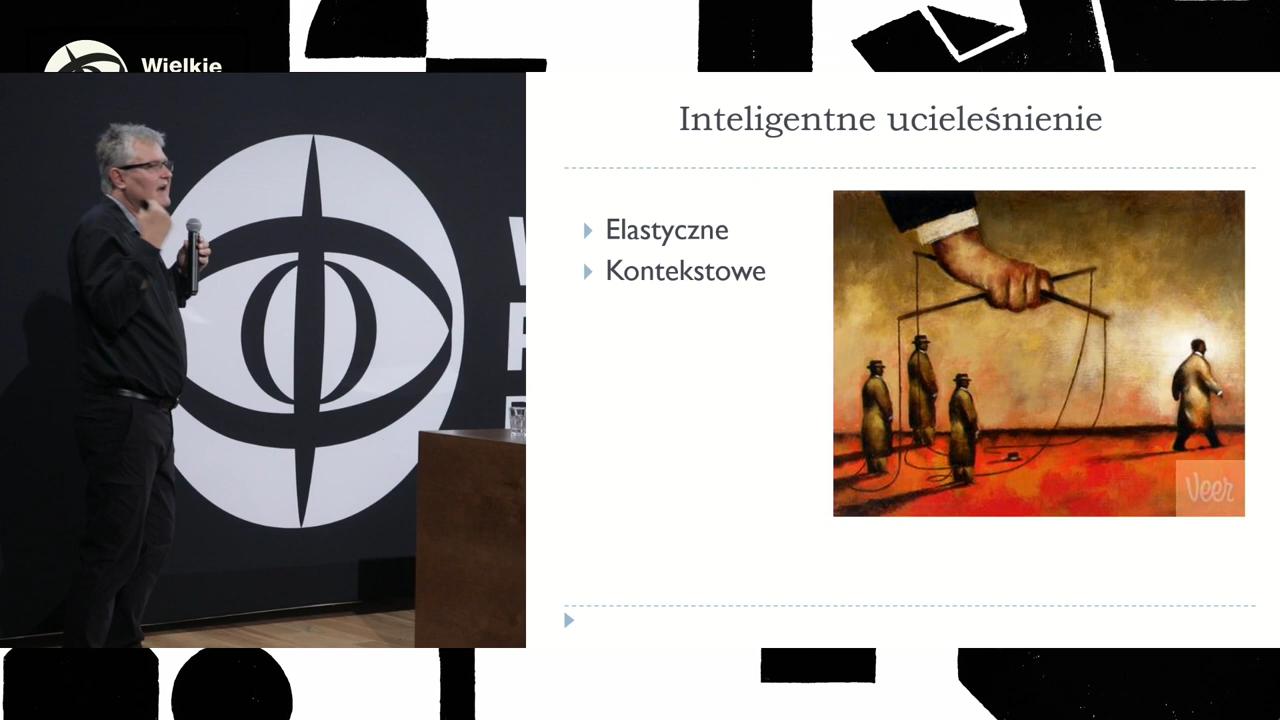 Wielkie
Inteligentne ucieleśnienie
Elastyczne
Kontekstowe
Veer